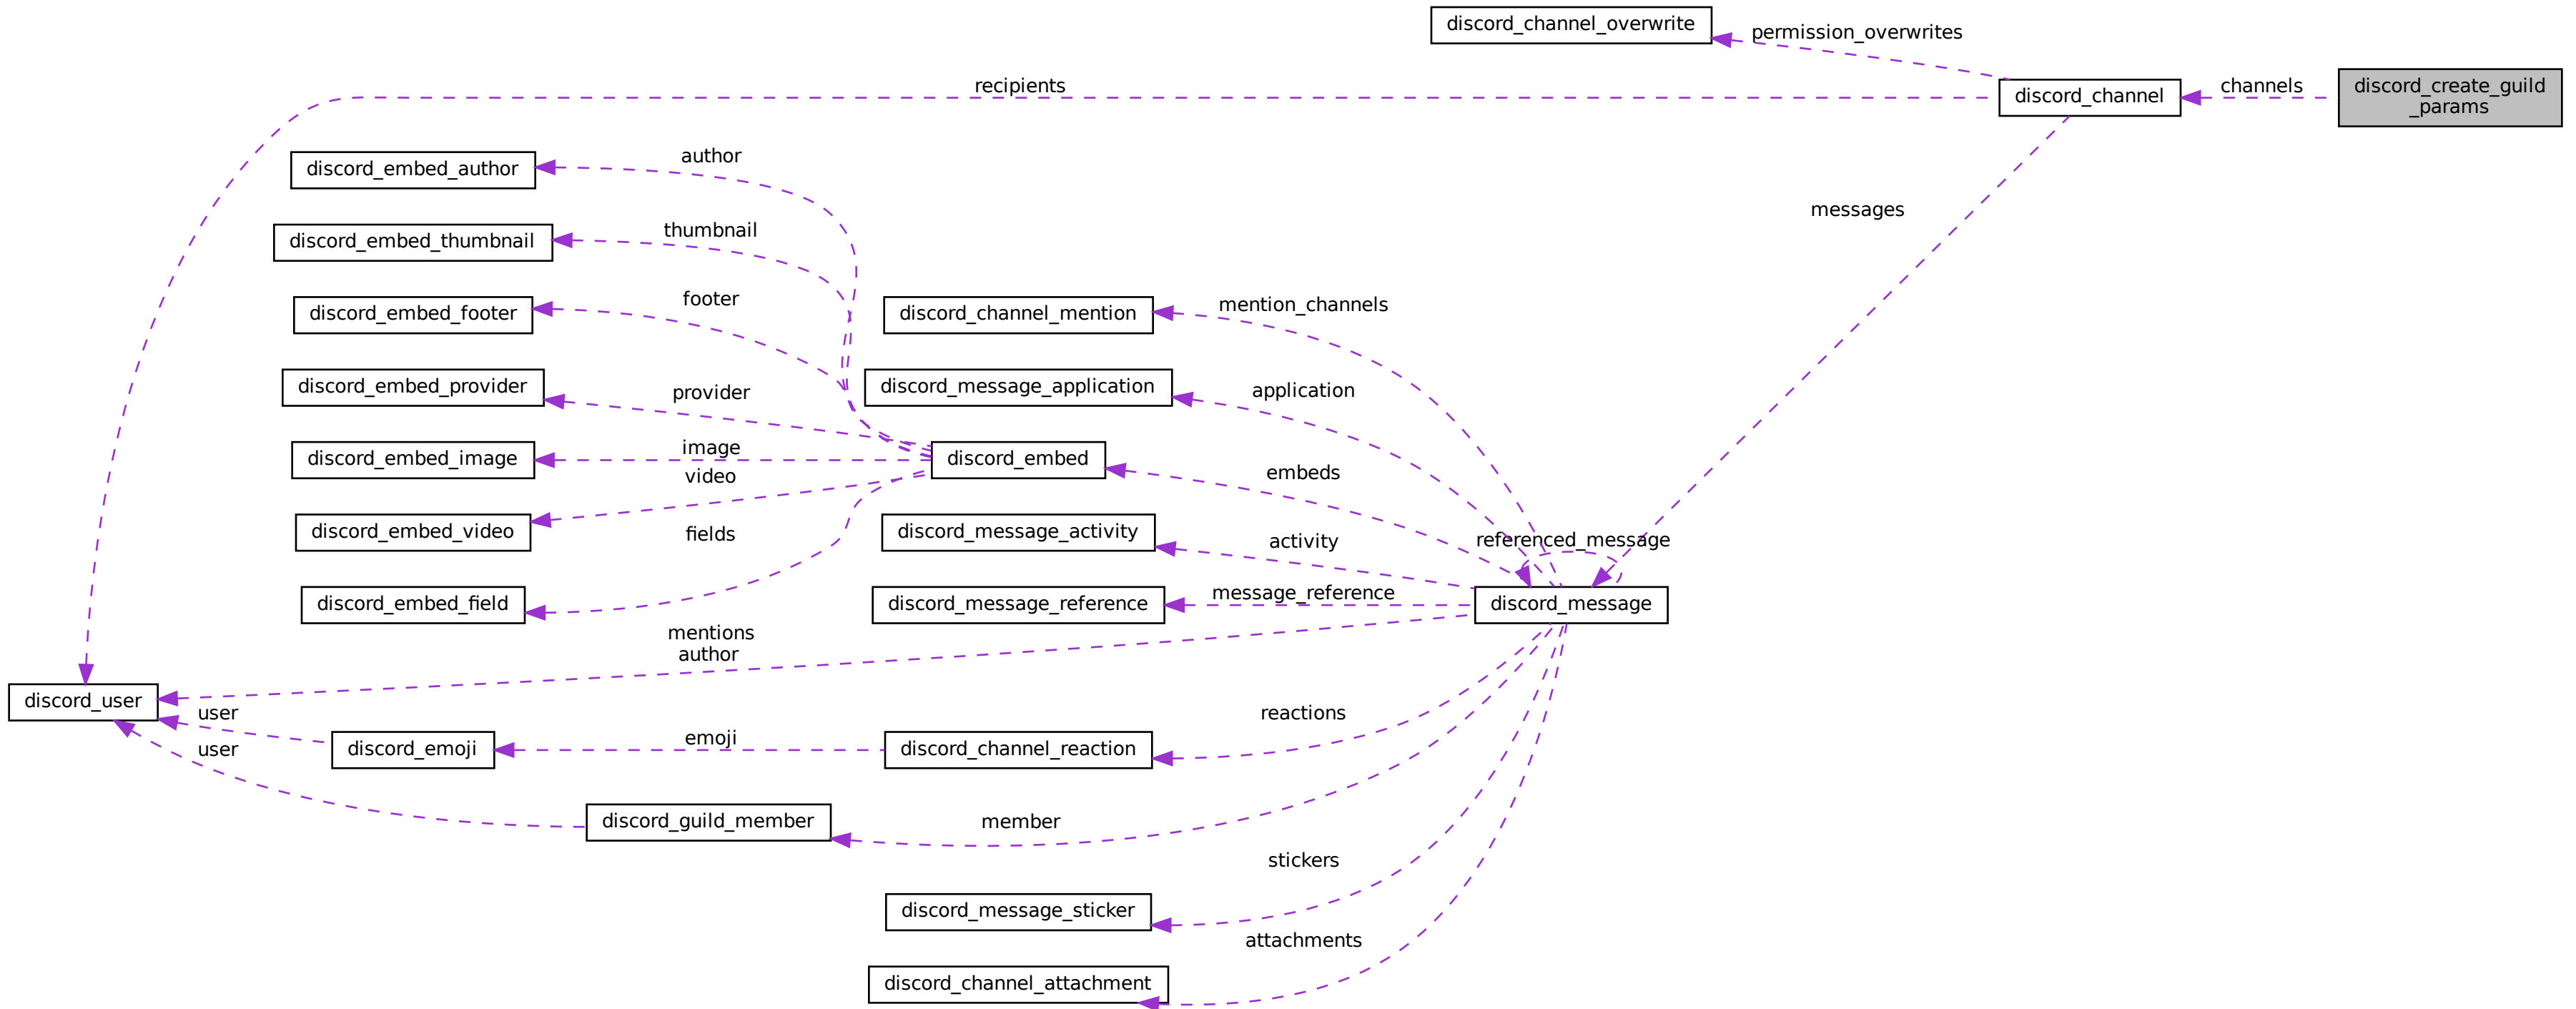 discord_channel_overwrite
permission_overwrites
recipients
discord_channel
channels
discord_create_guild
_params
author
discord_embed_author
messages
thumbnail
discord_embed_thumbnail
footer
discord_embed_footer
discord_channel_mention
mention_channels
discord_embed_provider
provider
discord_message_application
application
image
discord_embed_image
discord_embed
embeds
video
discord_embed_video
fields
discord_message_activity
activity
referenced_message
discord_embed_field
discord_message_reference
message_reference
discord_message
mentions
author
discord_user
user
user
discord_emoji
emoji
discord_channel_reaction
reactions
discord_guild_member
member
stickers
discord_message_sticker
attachments
discord_channel_attachment